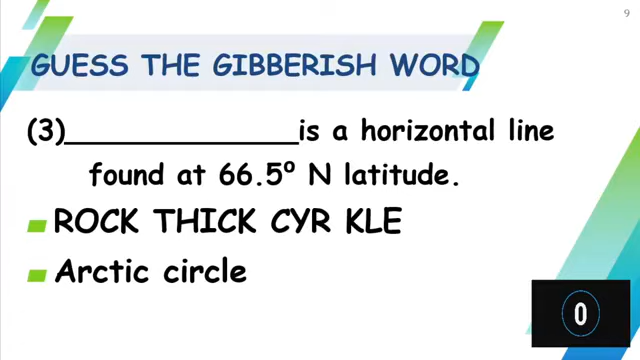 9
GUESS THE GIBBERISH WORD
(3)______________is a horizontal line
found at 66.5º N latitude.
ROCK THICK CYR KLE
Arctic circle
0